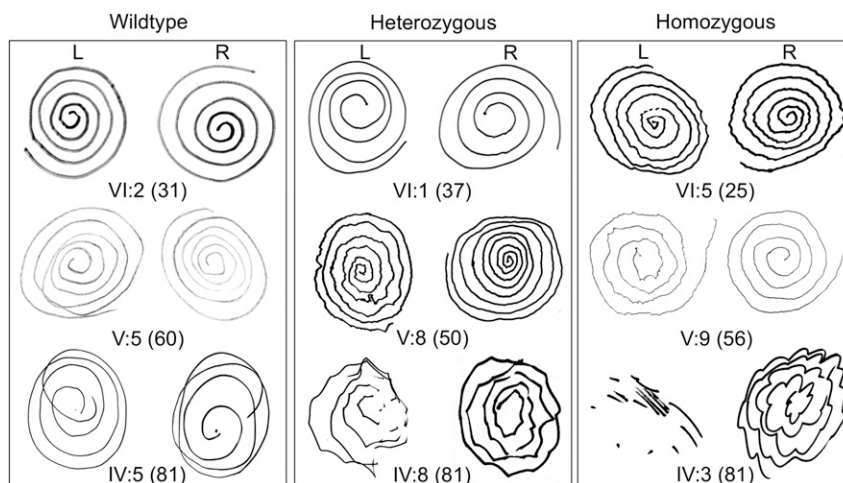 Wildtype Heterozygous Homozygous
L R L R L R
VI:2 (31) VI:1 (37) VI:5 (25)
V:5 (60) V:8 (50) V:9 (56)
IV:5 (81) IV:8 (81) IV:3 (81)